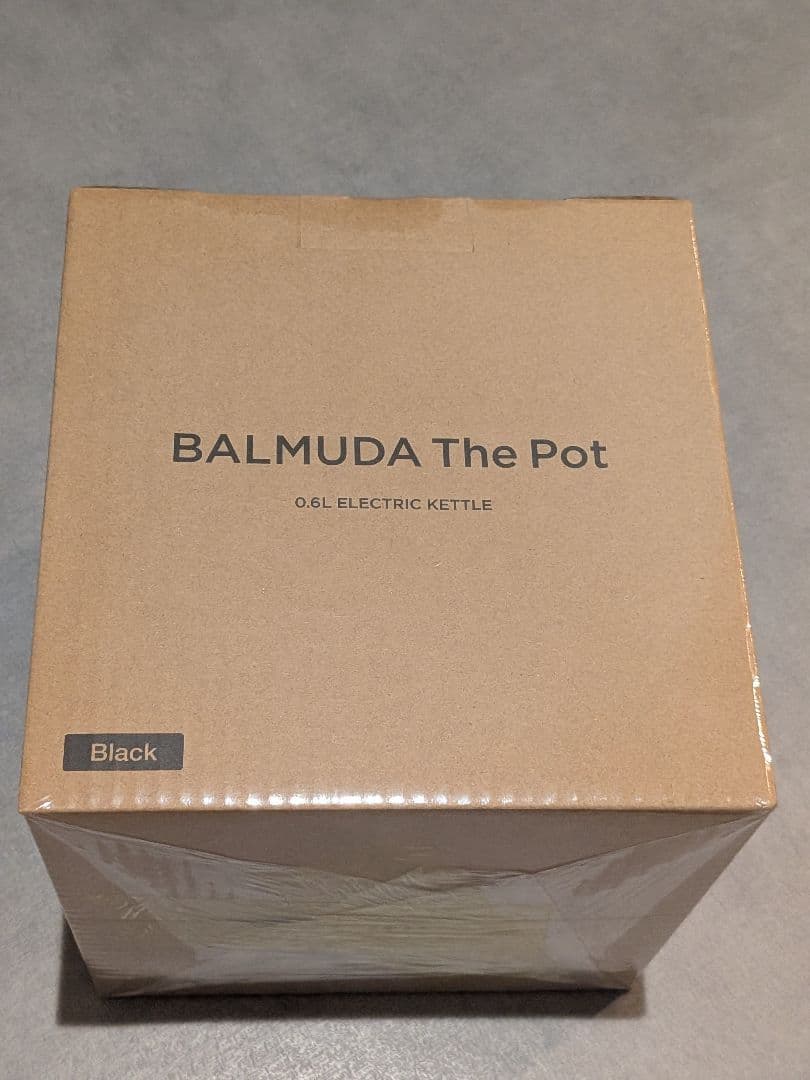 BALMUDA The Pot
0.6L ELECTRIC KETTLE
Black